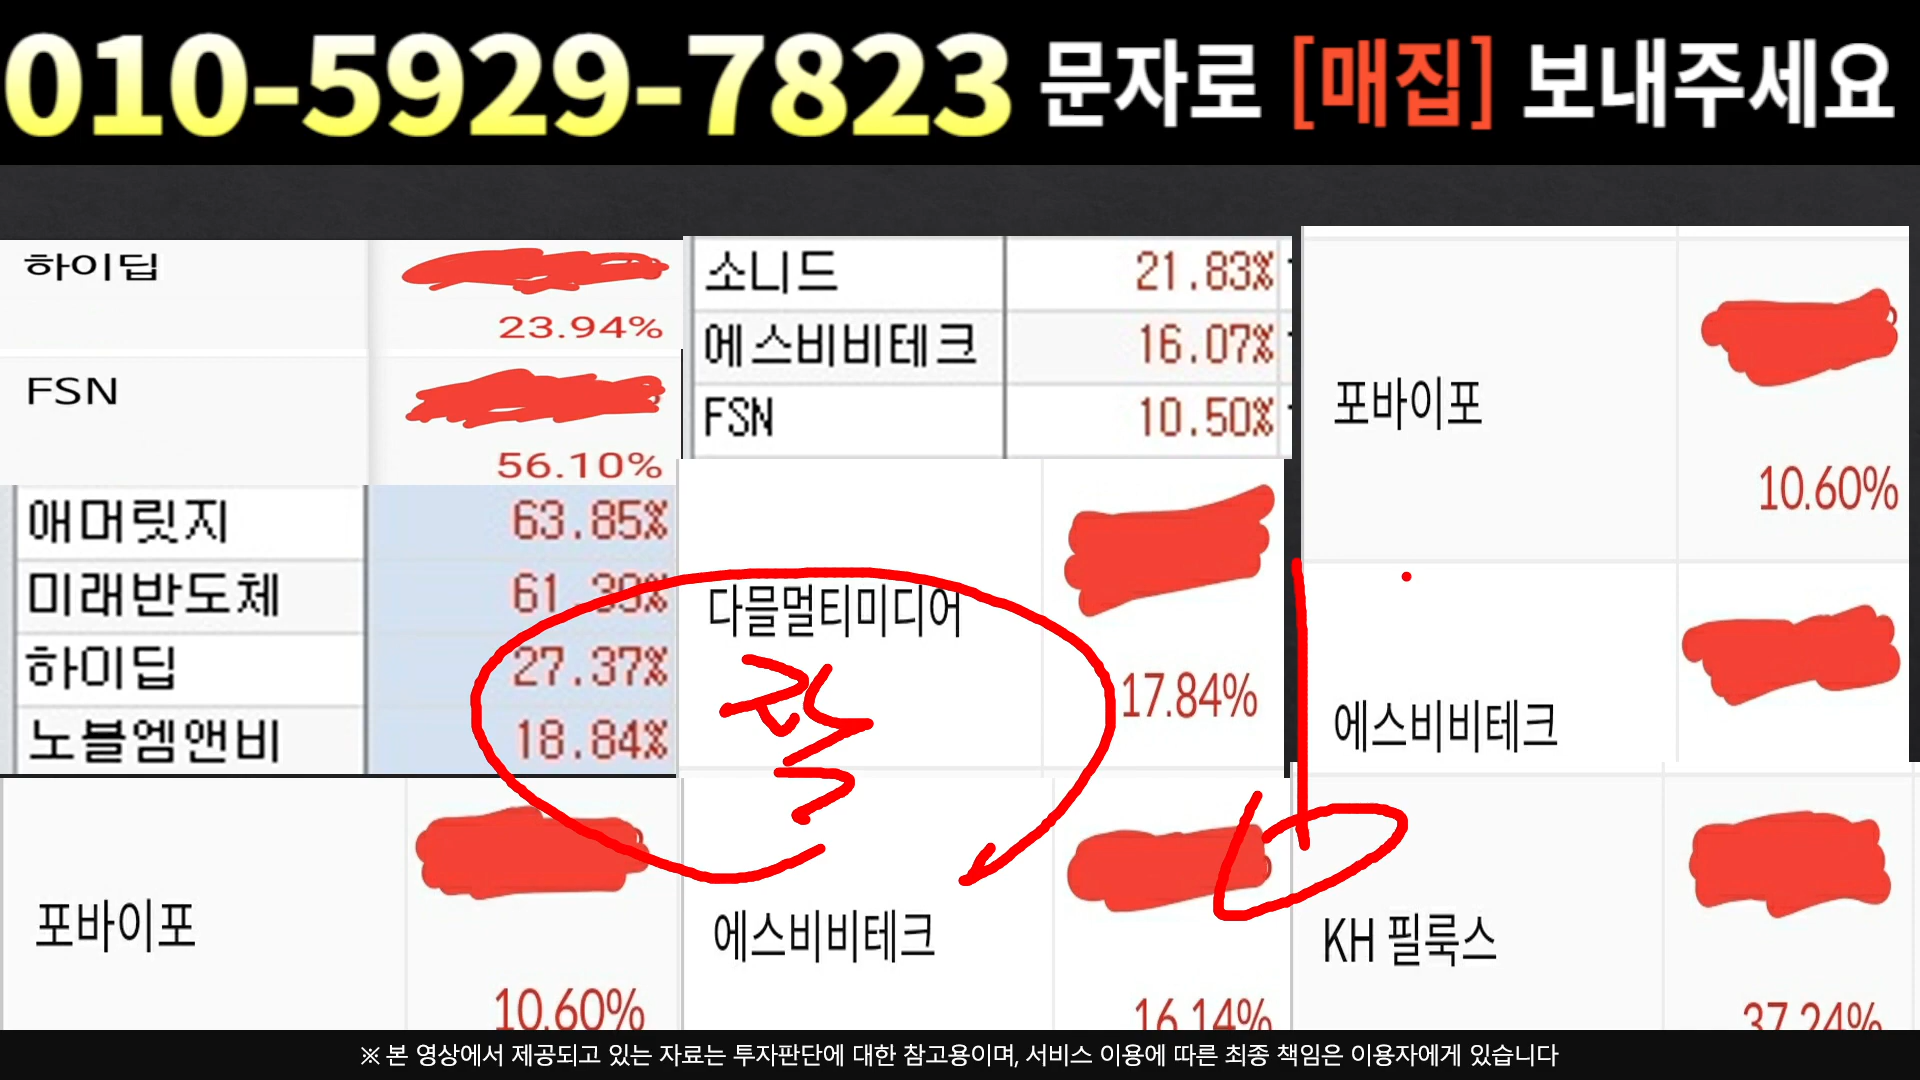 010-5929-7823 문자로 [매집] 보내주세요
하이딥
23.94%
FSN
56.10%
애머릿지 63.85%
미래반도체 61.39%
하이딥 27.37%
노블엠앤비 18.84%
소니드 21.83%
에스비비테크 16.07%
FSN 10.50%
다믈멀티미디어
17.84%
포바이포
10.60%
에스비비테크
포바이포
10.60%
에스비비테크
16.14%
KH 필룩스
37.24%
※ 본 영상에서 제공되고 있는 자료는 투자판단에 대한 참고용이며, 서비스 이용에 따른 최종 책임은 이용자에게 있습니다